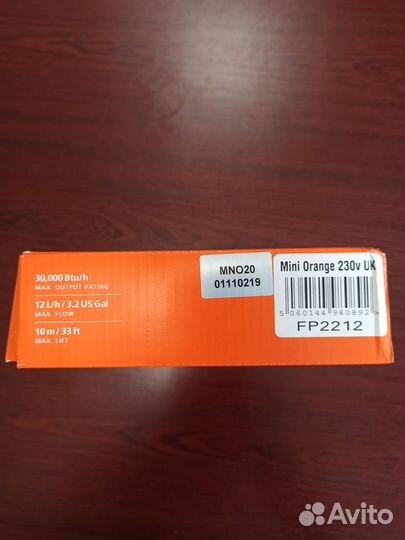 30,000 Btu/h
MAX. OUTPUT RATING
12 L/h / 3.2 US Gal
MAX. FLOW
10 m / 33 ft
MAX. LIFT
MNO20
01110219
Mini Orange 230v UK
5 060144 980892 >
FP2212
Avito